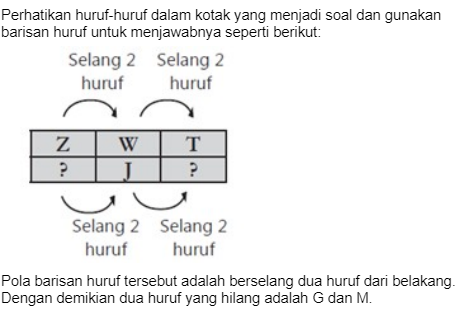 Perhatikan huruf-huruf dalam kotak yang menjadi soal dan gunakan
barisan huruf untuk menjawabnya seperti berikut:
Selang 2 Selang 2
huruf huruf
Z W T
? J ?
Selang 2 Selang 2
huruf huruf
Pola barisan huruf tersebut adalah berselang dua huruf dari belakang.
Dengan demikian dua huruf yang hilang adalah G dan M.